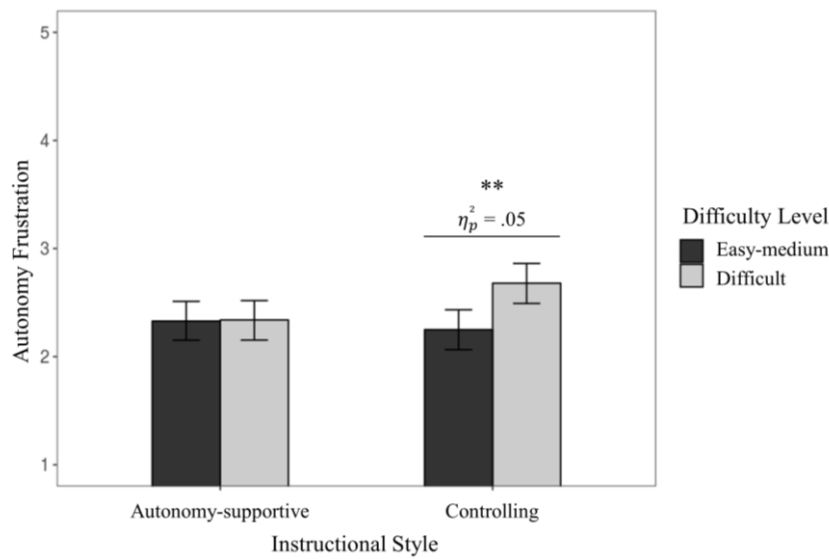 Autonomy Frustration
5
4
3
2
1
**
ηp² = .05
Difficulty Level
Easy-medium
Difficult
Autonomy-supportive
Controlling
Instructional Style